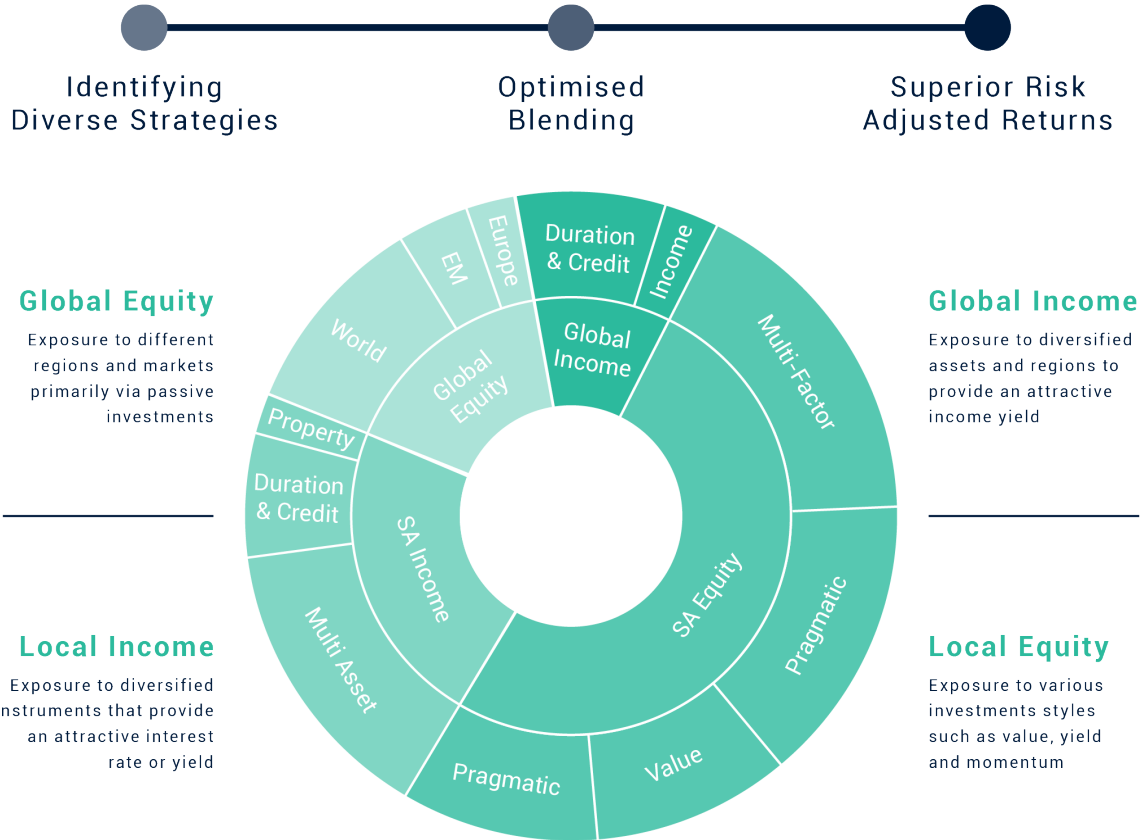 Identifying
Diverse Strategies
Optimised
Blending
Superior Risk
Adjusted Returns
Global Equity
Exposure to different
regions and markets
primarily via passive
investments
Global Income
Exposure to diversified
assets and regions to
provide an attractive
income yield
Local Income
Exposure to diversified
nstruments that provide
an attractive interest
rate or yield
Local Equity
Exposure to various
investments styles
such as value, yield
and momentum
Duration
& Credit
Income
Multi-Factor
Pragmatic
Value
Pragmatic
Multi Asset
Duration
& Credit
Property
World
EM
Europe
Global
Income
SA Equity
SA Income
Global
Equity